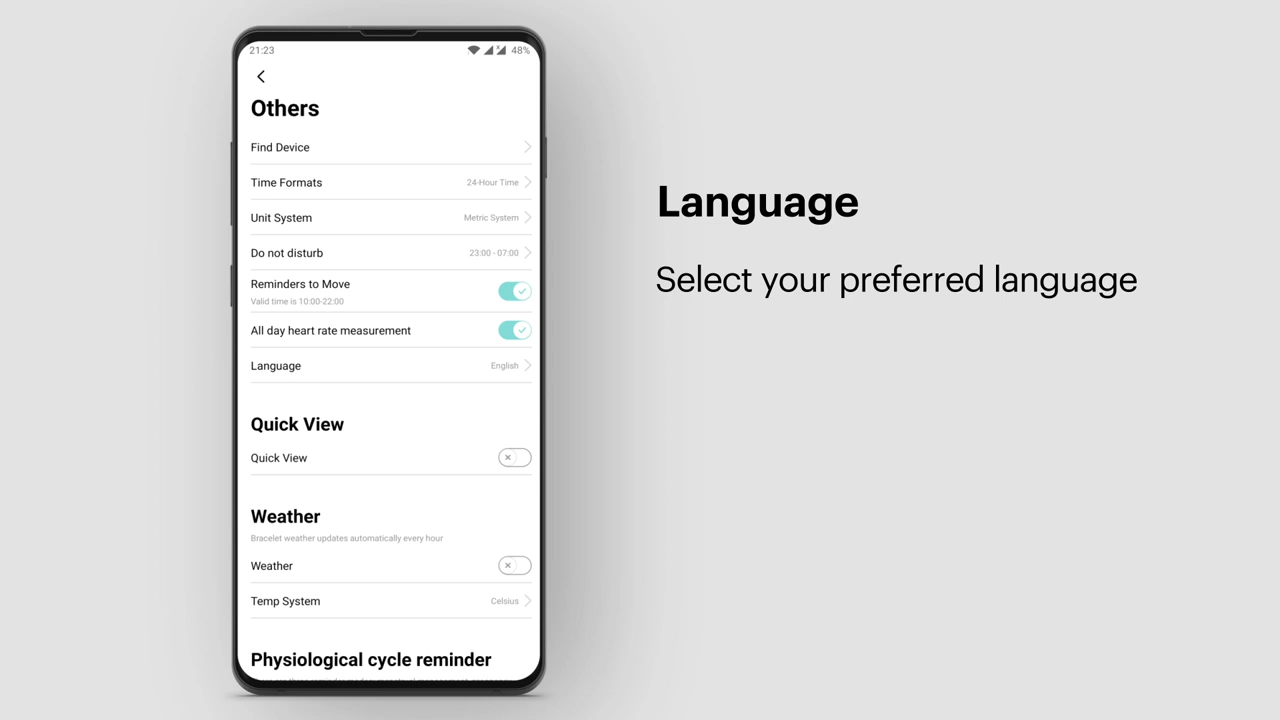 21:23
48%
Others
Find Device
Time Formats 24-Hour Time
Unit System Metric System
Do not disturb 23:00 - 07:00
Reminders to Move
Valid time is 10:00-22:00
All day heart rate measurement
Language English
Quick View
Quick View
Weather
Bracelet weather updates automatically every hour
Weather
Temp System Celsius
Physiological cycle reminder
Language
Select your preferred language